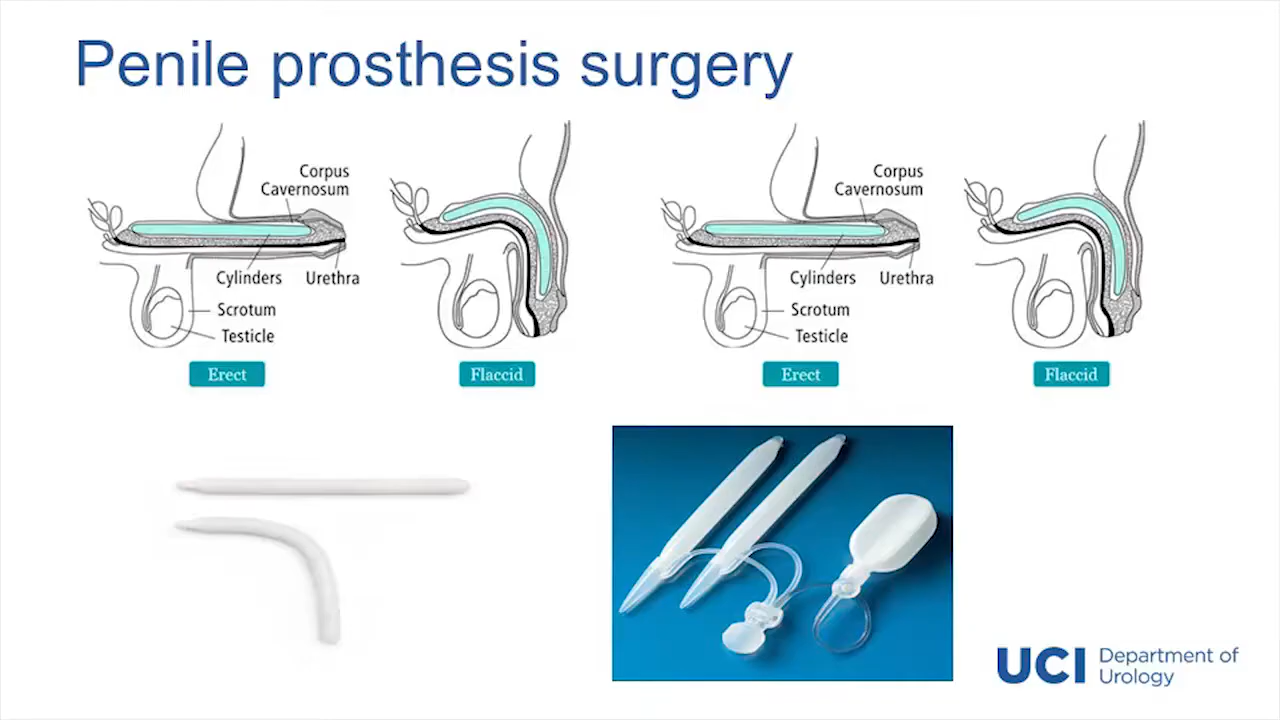 Penile prosthesis surgery
Corpus
Cavernosum
Cylinders
Urethra
Scrotum
Testicle
Erect
Flaccid
Corpus
Cavernosum
Cylinders
Urethra
Scrotum
Testicle
Erect
Flaccid
UCI
Department of
Urology